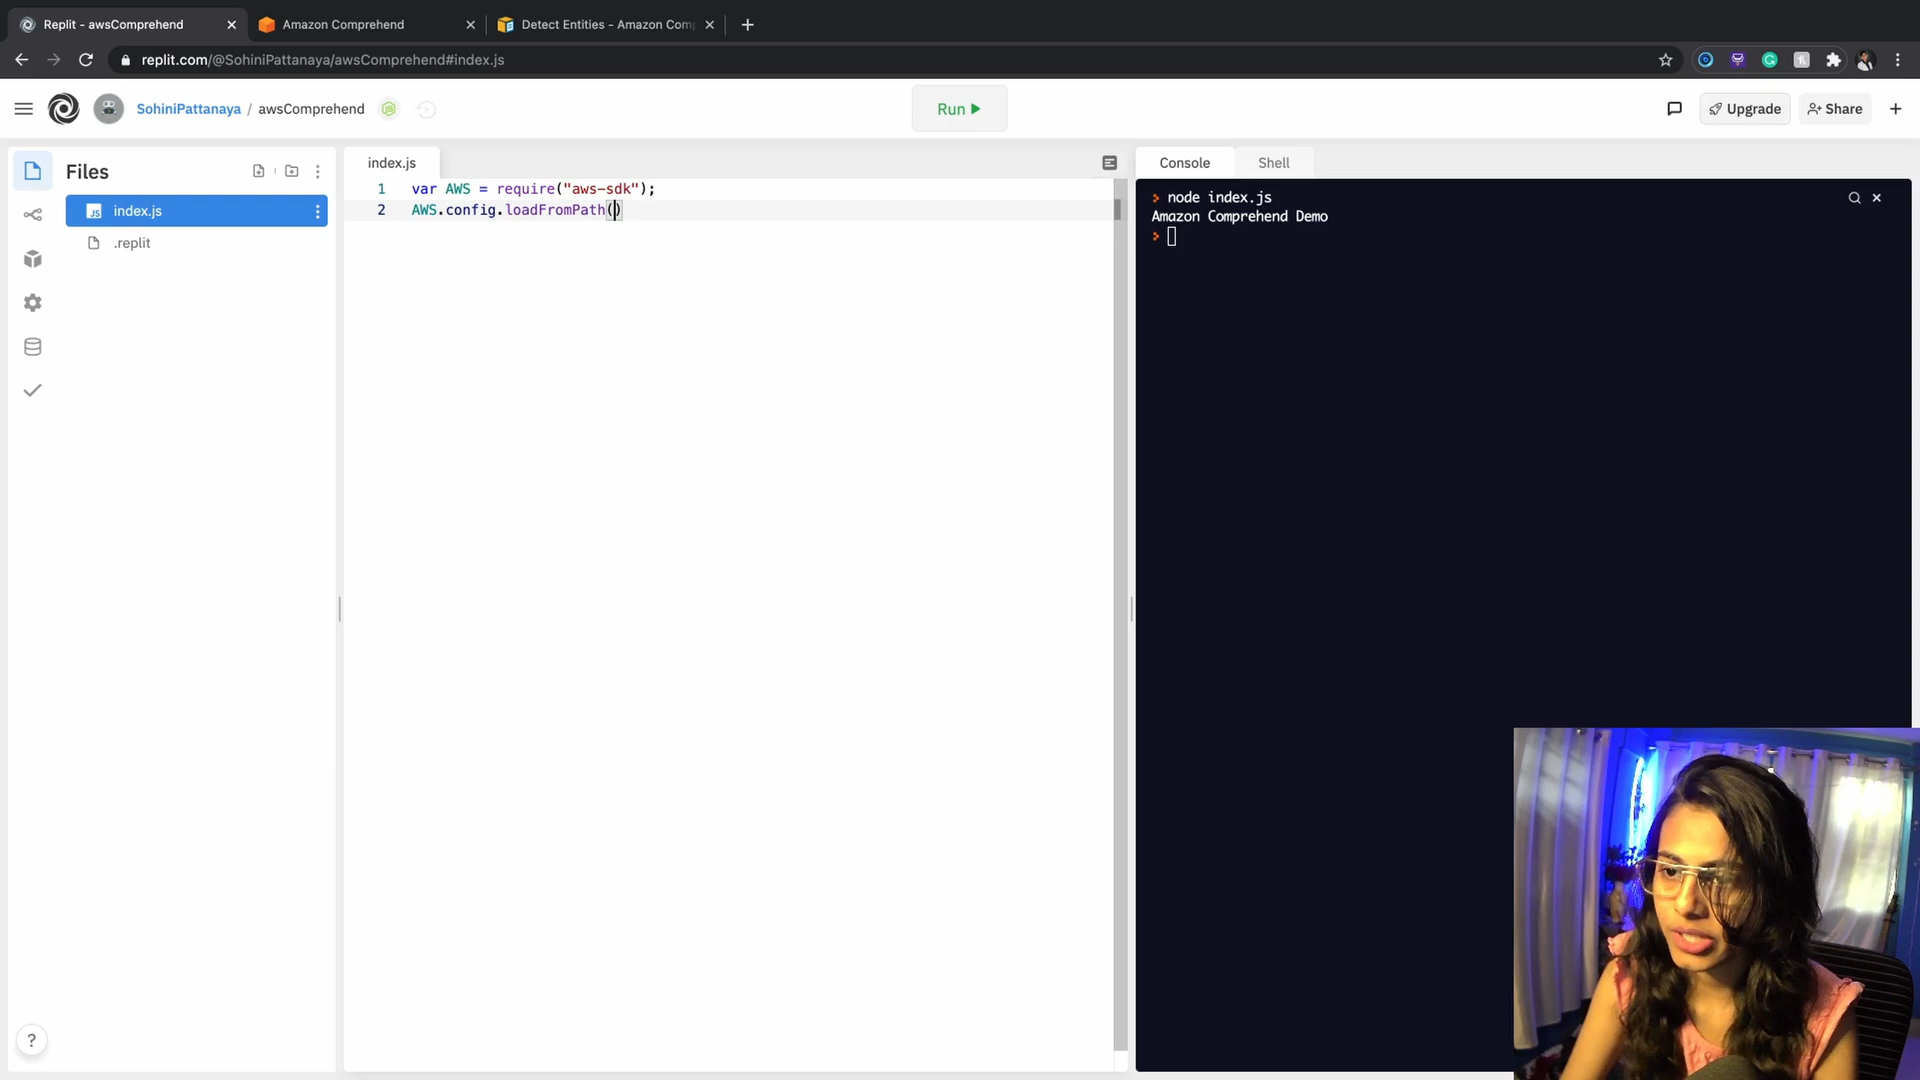 Replit - awsComprehend
Amazon Comprehend
Detect Entities - Amazon Com
replit.com/@SohiniPattanaya/awsComprehend#index.js
SohiniPattanaya / awsComprehend
Run
Upgrade
Share
Files
index.js
.replit
index.js
1 var AWS = require("aws-sdk");
2 AWS.config.loadFromPath()
Console
Shell
node index.js
Amazon Comprehend Demo
?